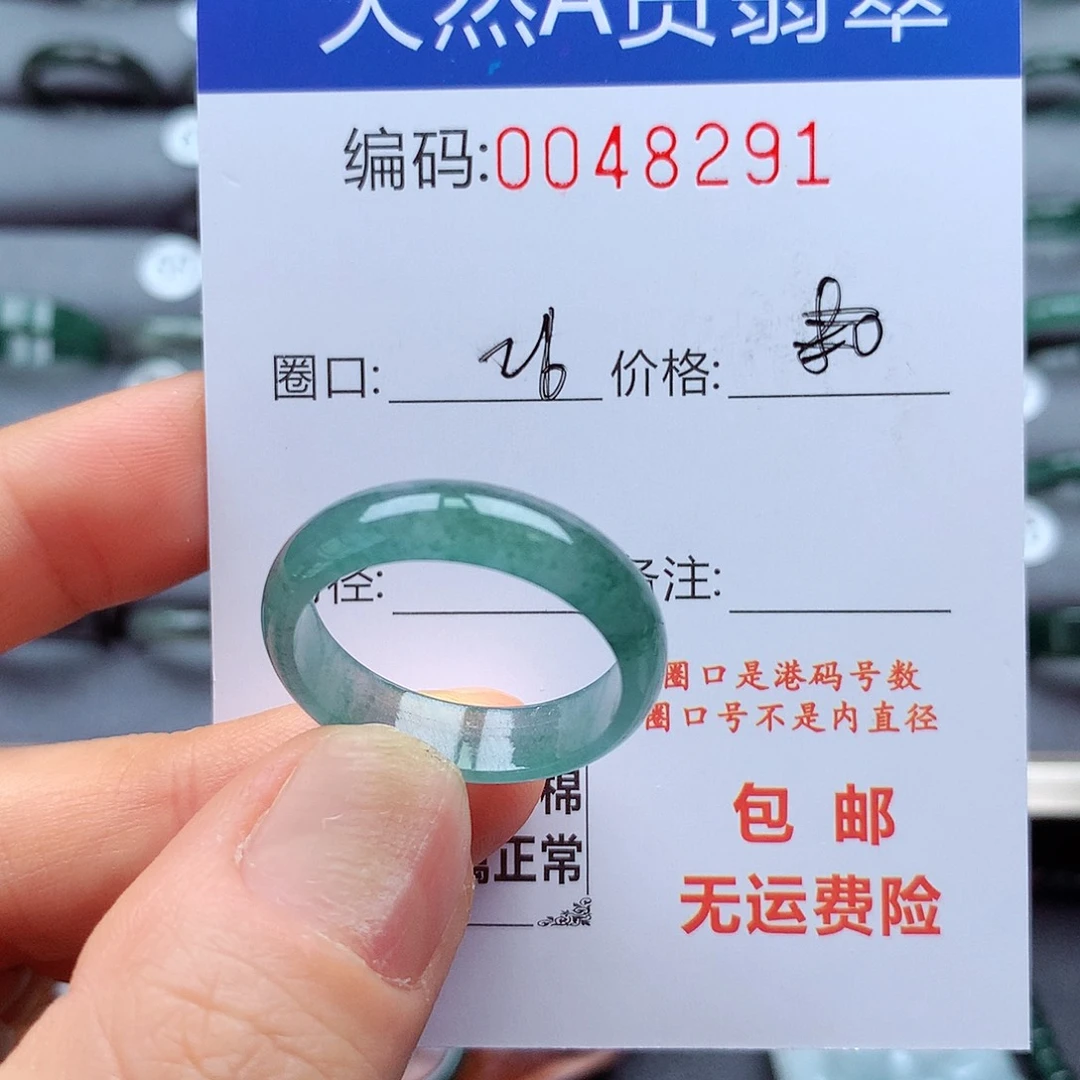 天然A货翡翠
编码:0048291
圈口: 价格:
径: 备注:
圈口是港码号数
圈口号不是内直径
棉
正常
包邮
无运费险